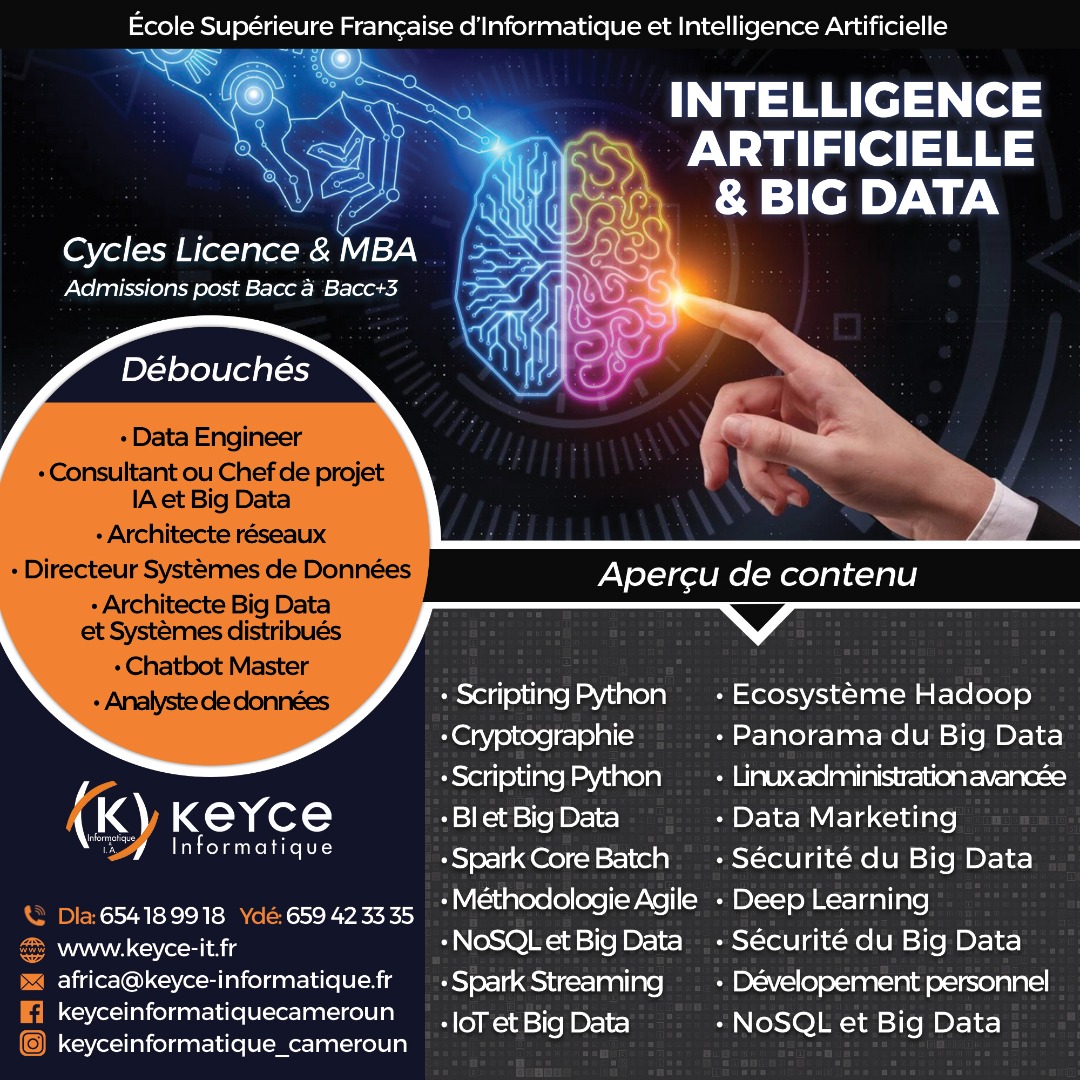 École Supérieure Française d'Informatique et Intelligence Artificielle
INTELLIGENCE
ARTIFICIELLE
& BIG DATA
Cycles Licence & MBA
Admissions post Bacc à Bacc+3
Débouchés
• Data Engineer
• Consultant ou Chef de projet
IA et Big Data
• Architecte réseaux
• Directeur Systèmes de Données
• Architecte Big Data
et Systèmes distribués
• Chatbot Master
• Analyste de données
(K)
Informatique
&
I. A
KEYCE
Informatique
Dla: 654 18 99 18 Ydé: 659 42 33 35
www.keyce-it.fr
africa@keyce-informatique.fr
keyceinformatiquecameroun
keyceinformatique_cameroun
Aperçu de contenu
• Scripting Python
• Cryptographie
• Scripting Python
• BI et Big Data
• Spark Core Batch
• Méthodologie Agile
• NoSQL et Big Data
• Spark Streaming
• IoT et Big Data
• Ecosystème Hadoop
• Panorama du Big Data
• Linux administration avancée
• Data Marketing
• Sécurité du Big Data
• Deep Learning
• Sécurité du Big Data
• Dévelopement personnel
• NoSQL et Big Data